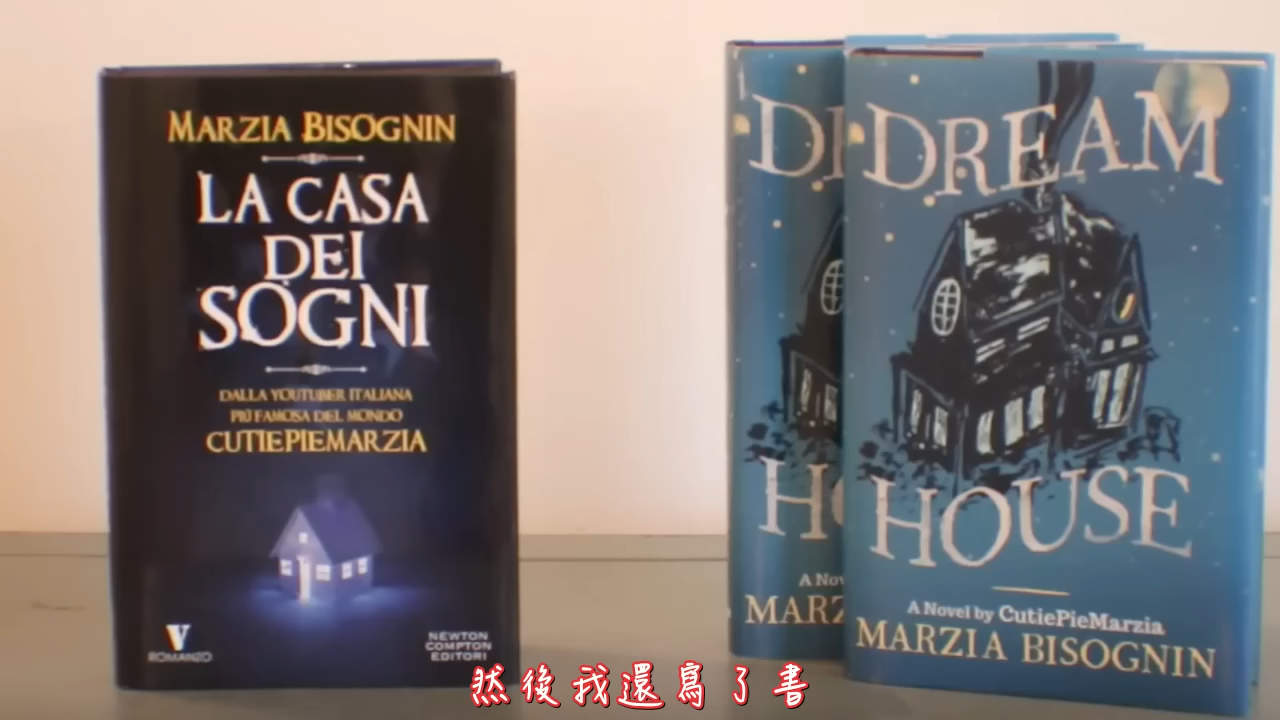 MARZIA BISOGNIN
LA CASA
DEI
SOGNI
DALLA YOUTUBER ITALIANA
PIÚ FAMOSA DEL MONDO
CUTIEPIEMARZIA
V
ROMANZO
NEWTON
COMPTON
EDITORI
DREAM
HOUSE
A Novel by CutiePieMarzia
MARZIA BISOGNIN
然後我還寫了書